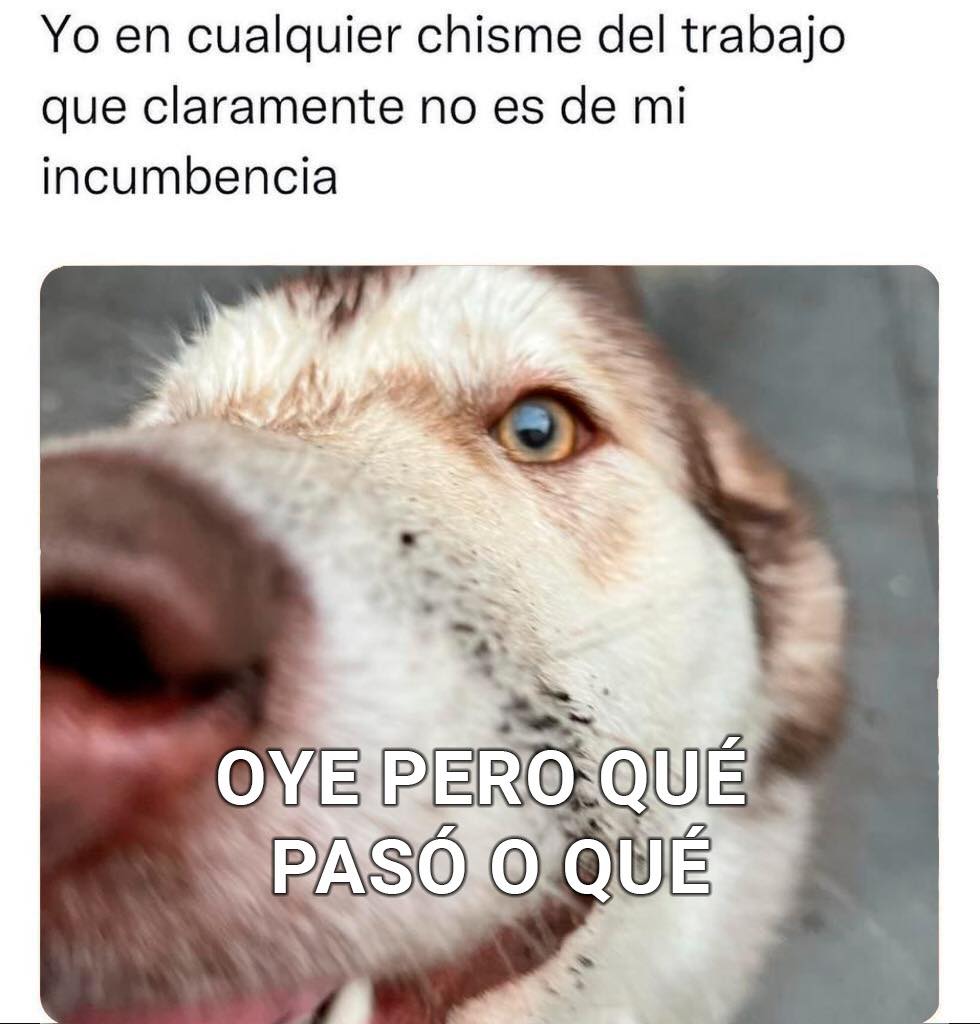 Yo en cualquier chisme del trabajo
que claramente no es de mi
incumbencia
OYE PERO QUÉ
PASÓ O QUÉ